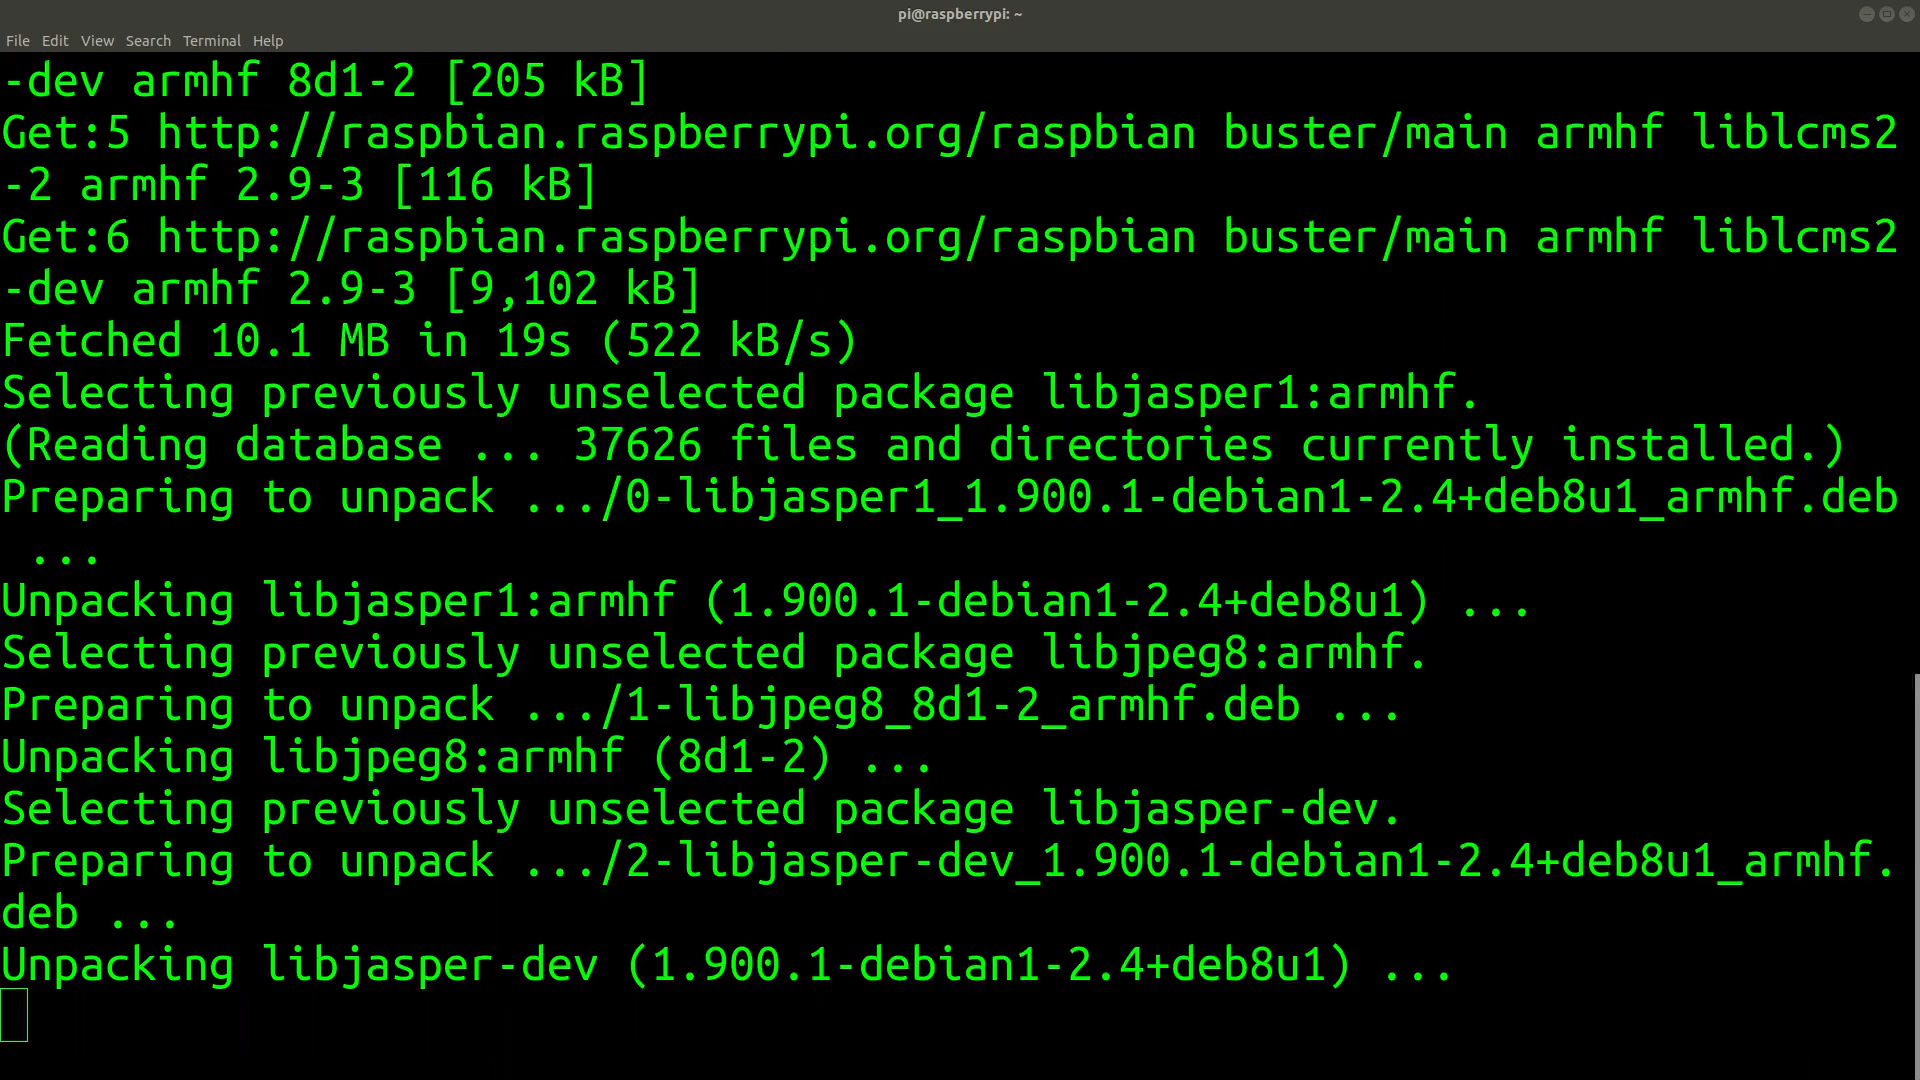 pi@raspberrypi: ~
File Edit View Search Terminal Help
-dev armhf 8d1-2 [205 kB]
Get:5 http://raspbian.raspberrypi.org/raspbian buster/main armhf liblcms2
-2 armhf 2.9-3 [116 kB]
Get:6 http://raspbian.raspberrypi.org/raspbian buster/main armhf liblcms2
-dev armhf 2.9-3 [9,102 kB]
Fetched 10.1 MB in 19s (522 kB/s)
Selecting previously unselected package libjasper1:armhf.
(Reading database ... 37626 files and directories currently installed.)
Preparing to unpack .../0-libjasper1_1.900.1-debian1-2.4+deb8u1_armhf.deb
 ...
Unpacking libjasper1:armhf (1.900.1-debian1-2.4+deb8u1) ...
Selecting previously unselected package libjpeg8:armhf.
Preparing to unpack .../1-libjpeg8_8d1-2_armhf.deb ...
Unpacking libjpeg8:armhf (8d1-2) ...
Selecting previously unselected package libjasper-dev.
Preparing to unpack .../2-libjasper-dev_1.900.1-debian1-2.4+deb8u1_armhf.
deb ...
Unpacking libjasper-dev (1.900.1-debian1-2.4+deb8u1) ...